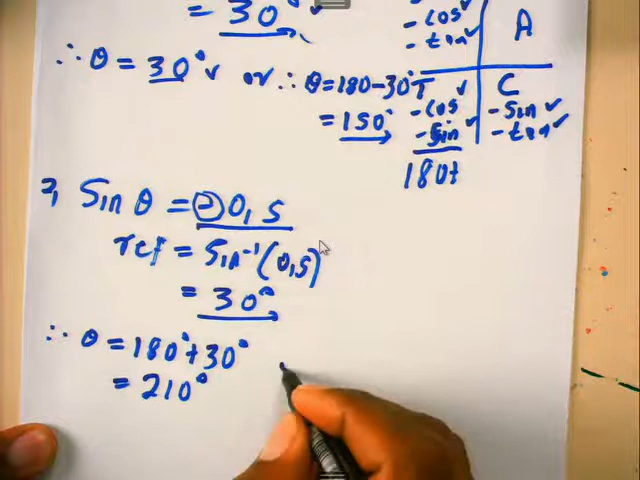 = 30° ✓
- cos ✓
- tan ✓
A
∴ θ = 30° ✓ or ∴ θ = 180 - 30°
= 150°
T
- cos ✓
- sin ✓
180+
C
- sin ✓
- tan ✓
2, Sin θ = -0,5
ref = Sin⁻¹(0,5)
= 30°
∴ θ = 180° + 30°
= 210°